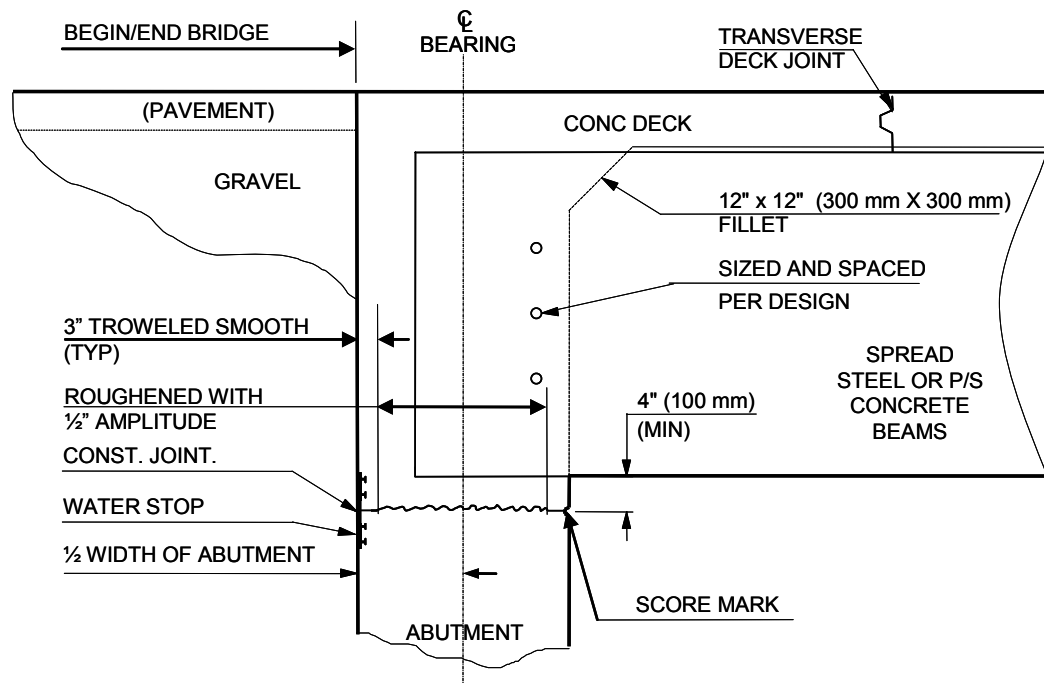 BEGIN/END BRIDGE
℄
BEARING
TRANSVERSE
DECK JOINT
(PAVEMENT)
CONC DECK
GRAVEL
12" x 12" (300 mm X 300 mm)
FILLET
SIZED AND SPACED
PER DESIGN
3” TROWELED SMOOTH
(TYP)
SPREAD
STEEL OR P/S
CONCRETE
BEAMS
ROUGHENED WITH
½” AMPLITUDE
4" (100 mm)
(MIN)
CONST. JOINT.
WATER STOP
½ WIDTH OF ABUTMENT
SCORE MARK
ABUTMENT